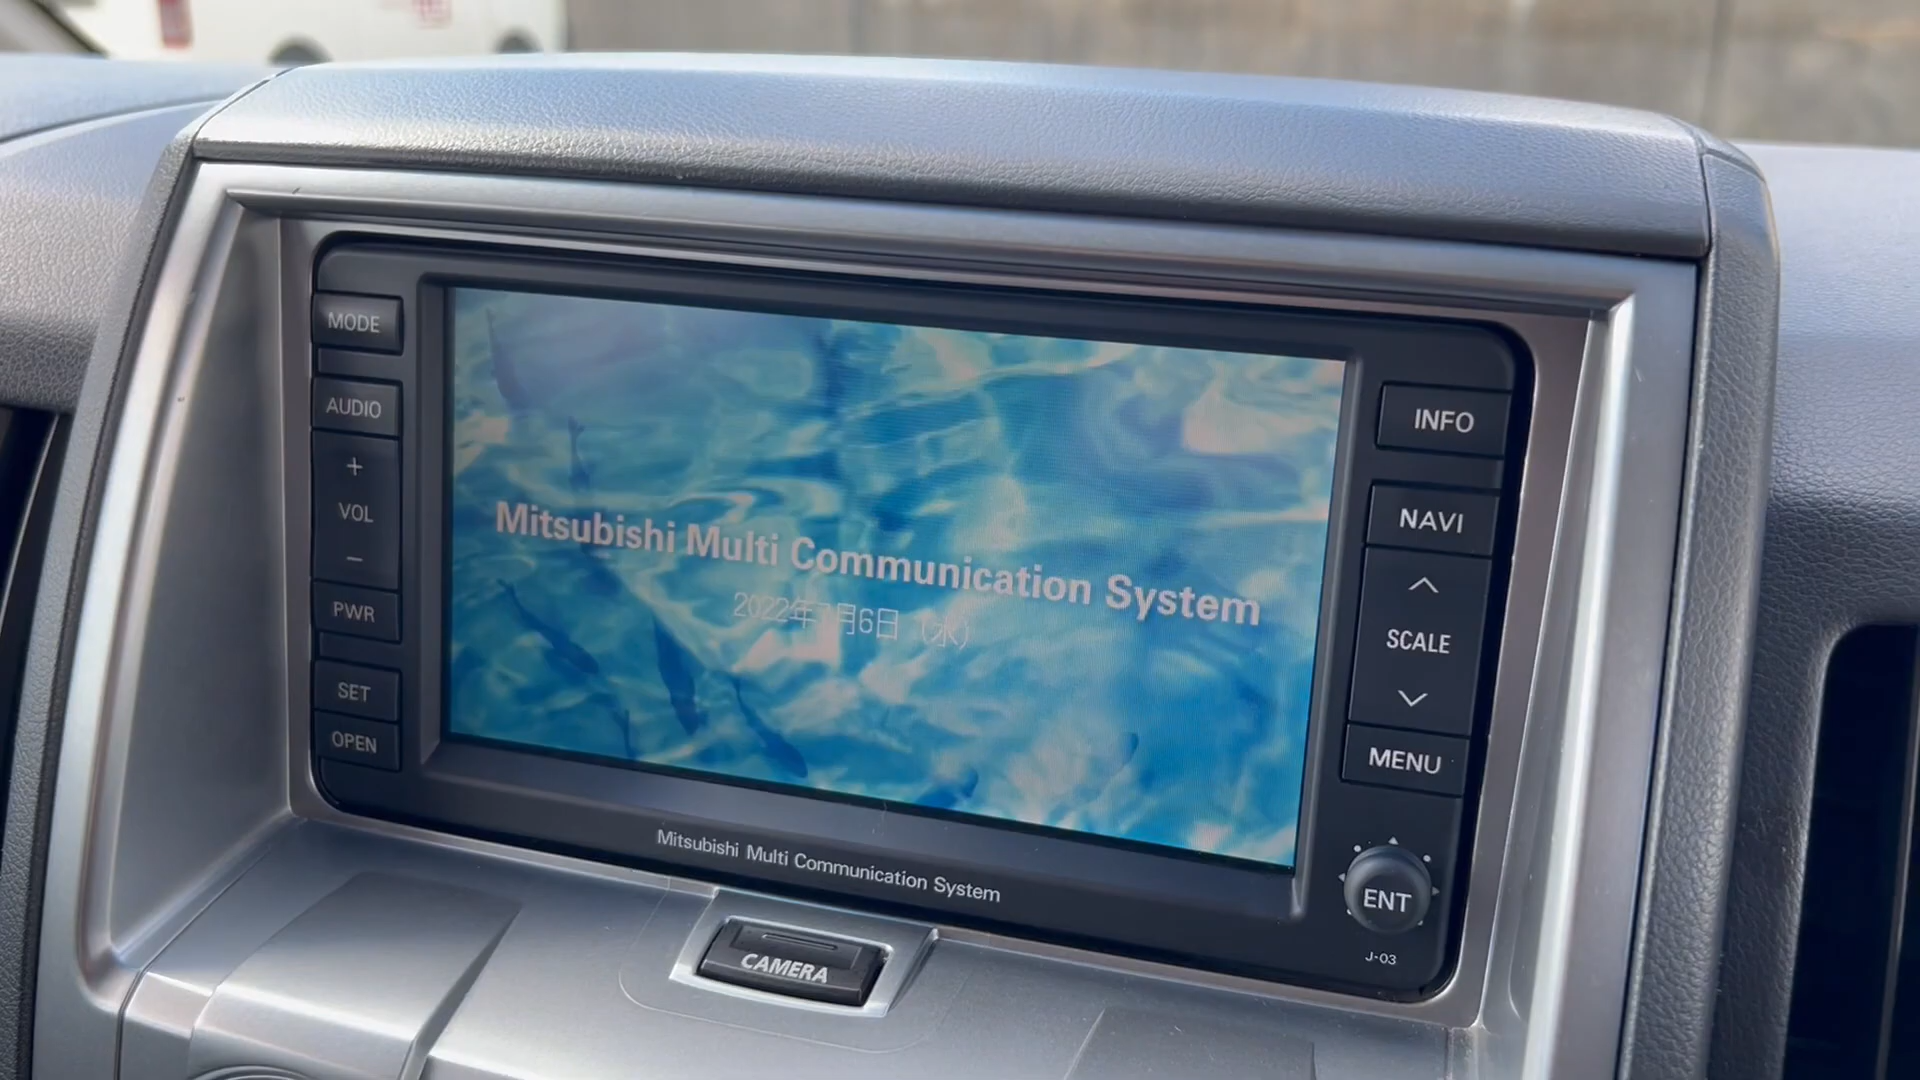 MODE
AUDIO
+
VOL
−
PWR
SET
OPEN
Mitsubishi Multi Communication System
2022年7月6日 （水）
INFO
NAVI
SCALE
MENU
ENT
J-03
Mitsubishi Multi Communication System
CAMERA